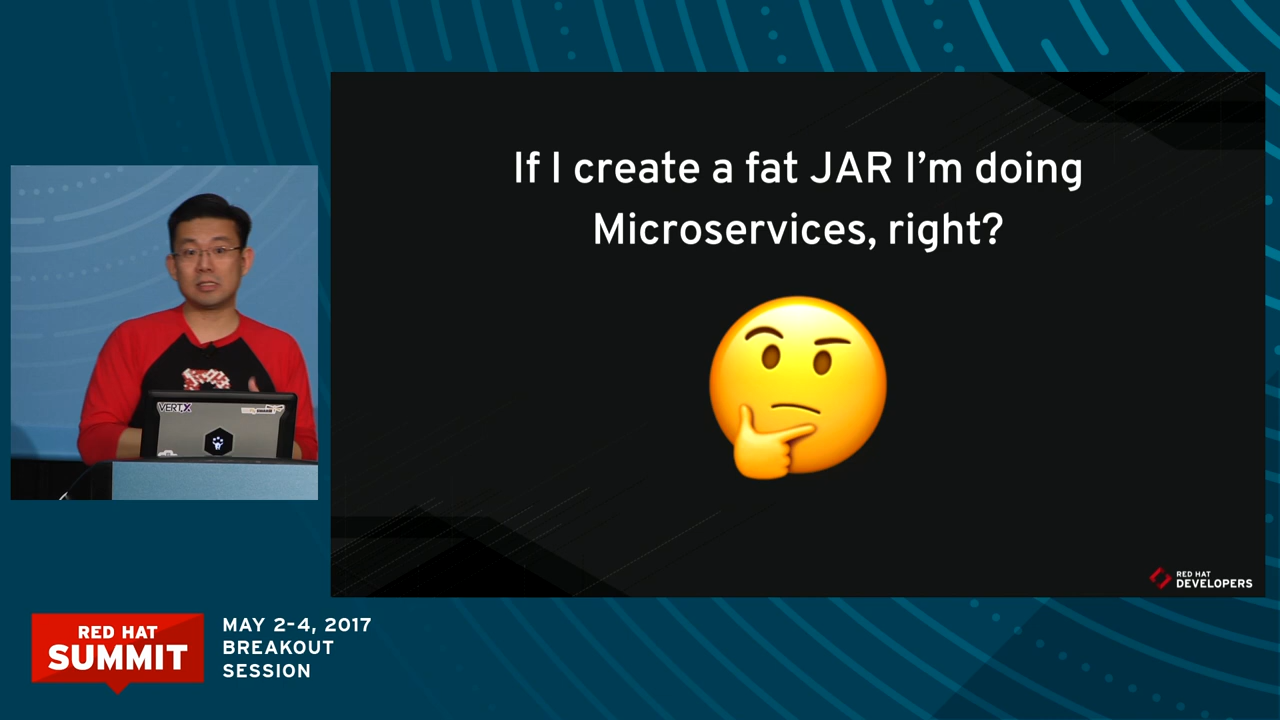 If I create a fat JAR I’m doing
Microservices, right?
VERT.X
RED HAT
DEVELOPERS
RED HAT
SUMMIT
MAY 2-4, 2017
BREAKOUT
SESSION